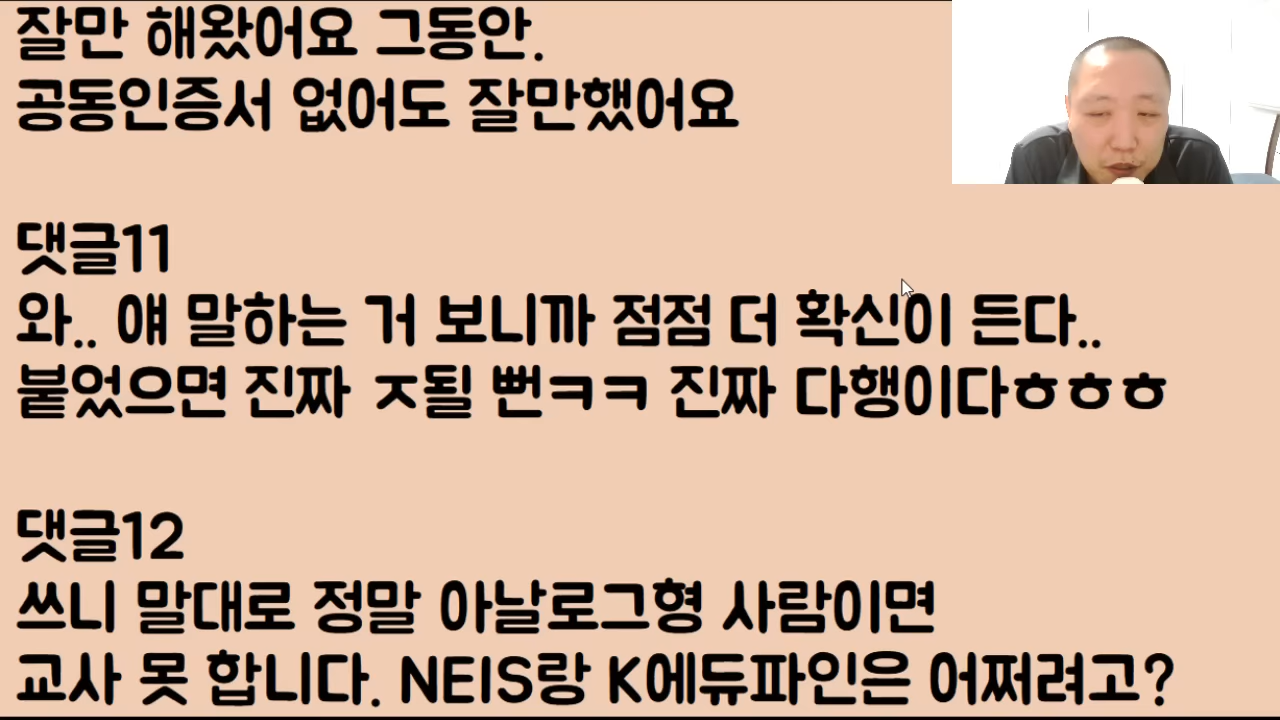 잘만 해왔어요 그동안.
공동인증서 없어도 잘만했어요
댓글11
와.. 얘 말하는 거 보니까 점점 더 확신이 든다..
붙었으면 진짜 ㅈ될 뻔ㅋㅋ 진짜 다행이다ㅎㅎㅎ
댓글12
쓰니 말대로 정말 아날로그형 사람이면
교사 못 합니다. NEIS랑 K에듀파인은 어쩌려고?